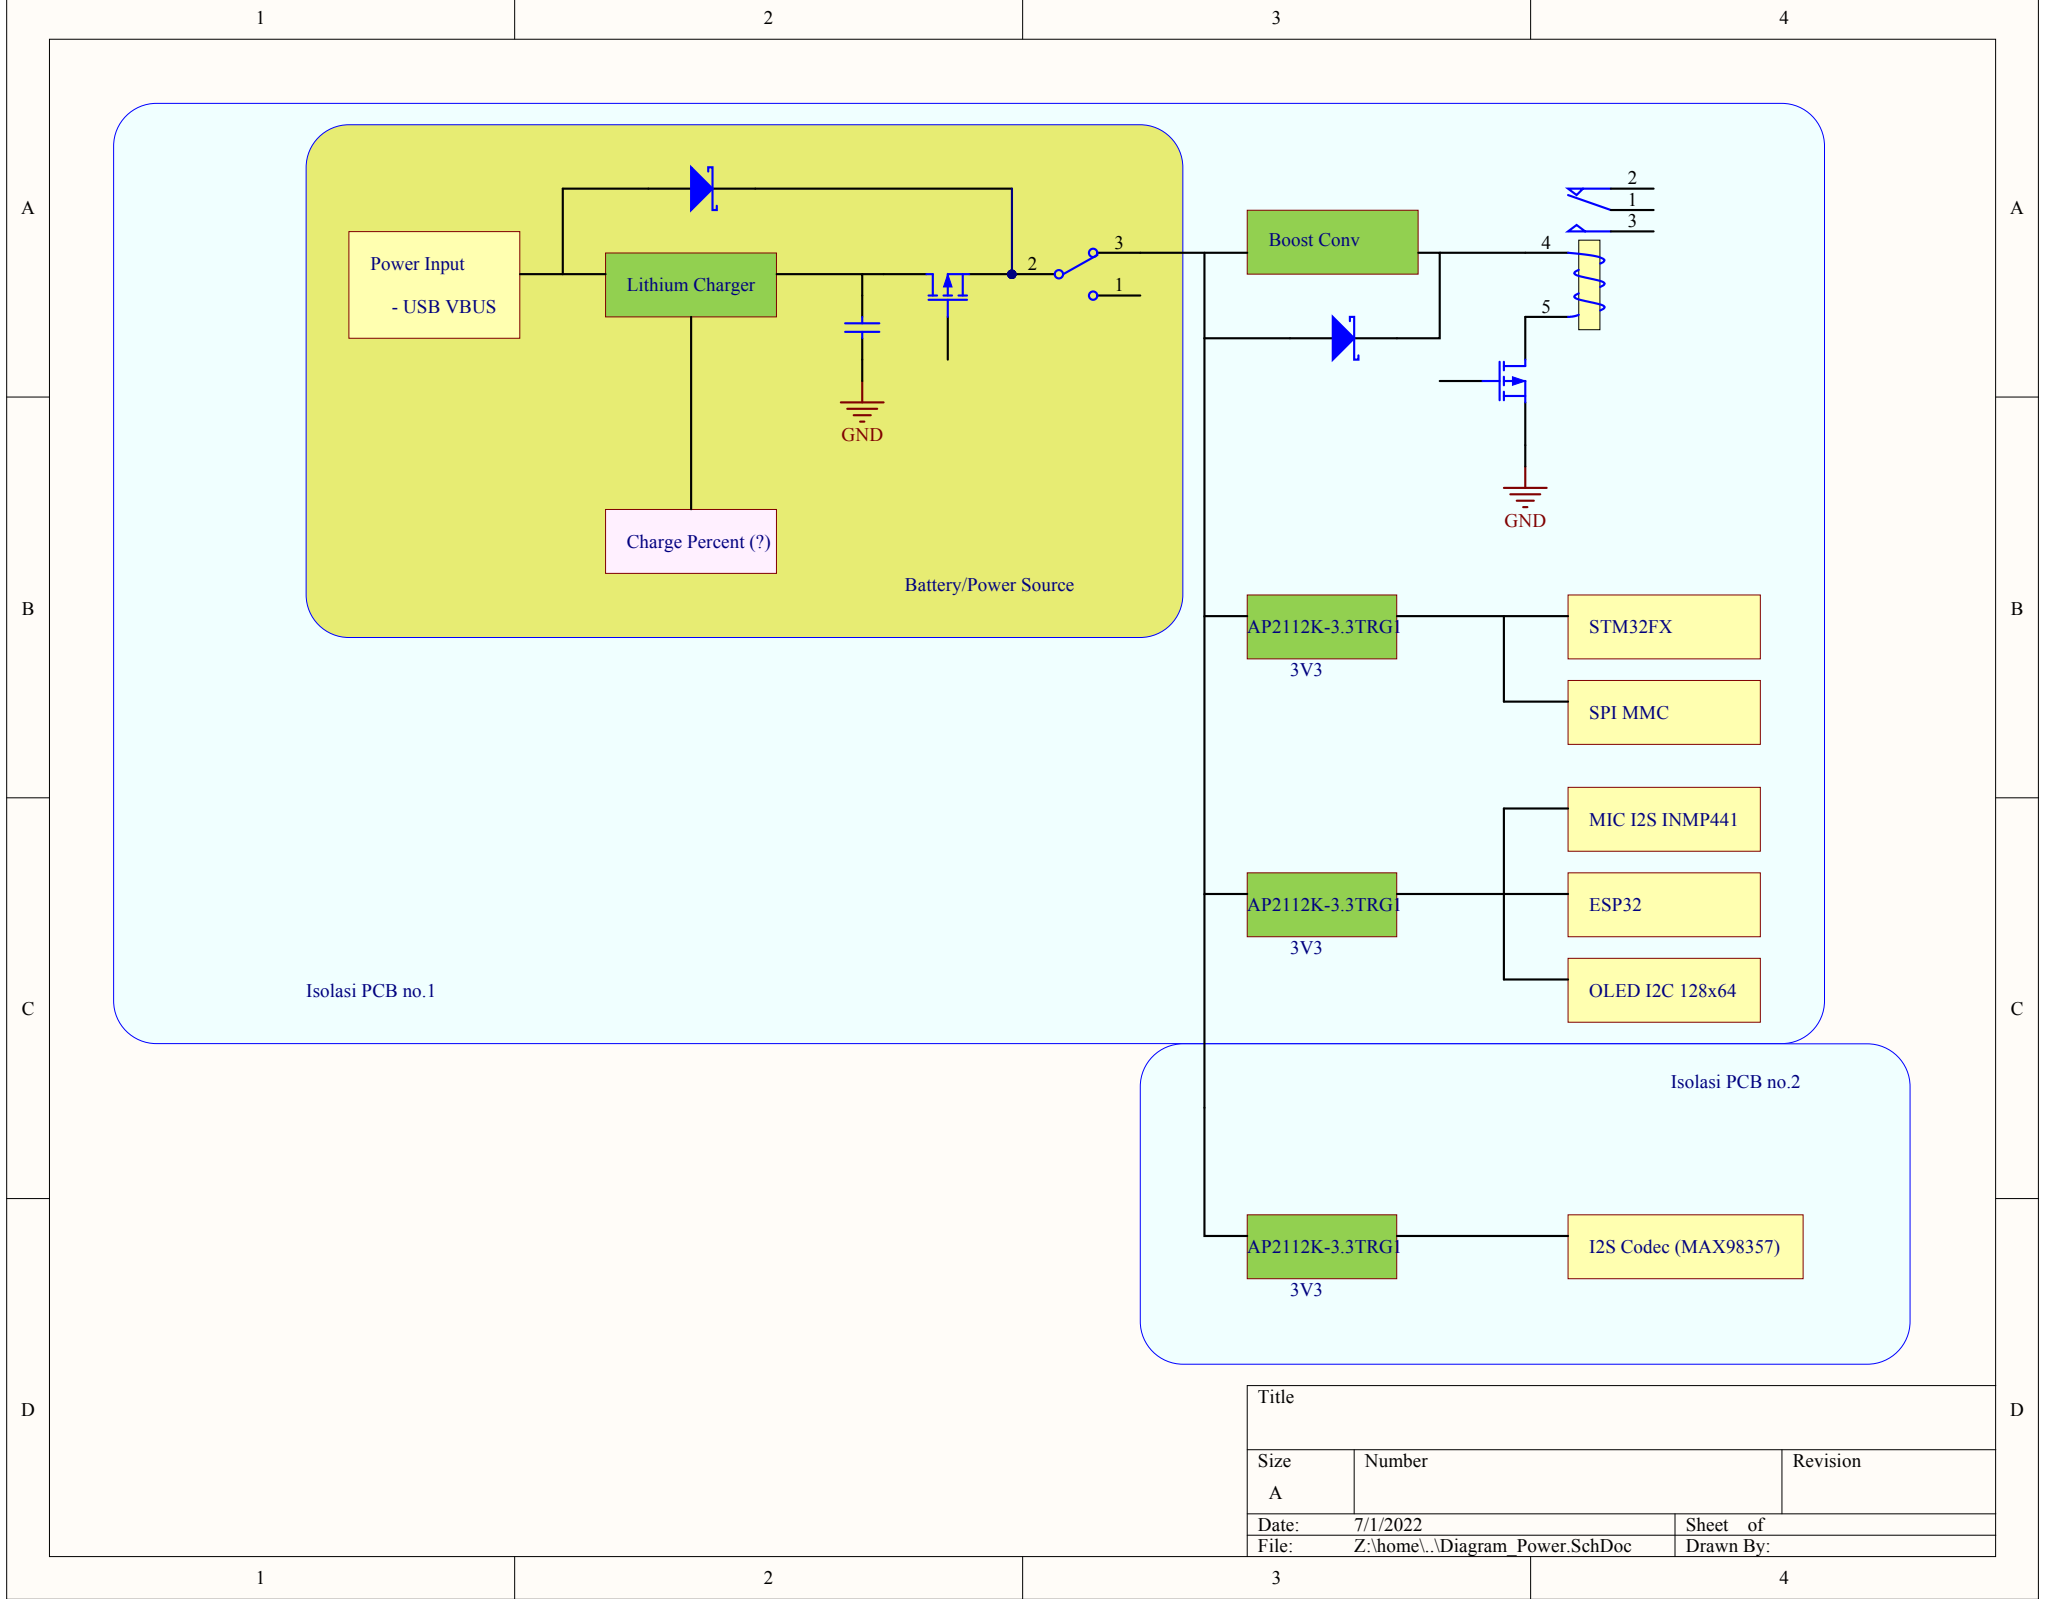 1 2 3 4
A A
B B
C C
D D
Power Input
- USB VBUS
Lithium Charger
2
3
1
GND
Charge Percent (?)
Battery/Power Source
Boost Conv
2
1
3
4
5
GND
AP2112K-3.3TRG1
3V3
STM32FX
SPI MMC
MIC I2S INMP441
AP2112K-3.3TRG1
3V3
ESP32
OLED I2C 128x64
Isolasi PCB no.1
Isolasi PCB no.2
AP2112K-3.3TRG1
3V3
I2S Codec (MAX98357)
Title
Size Number Revision
A
Date: 7/1/2022 Sheet of
File: Z:\home\..\Diagram_Power.SchDoc Drawn By:
1 2 3 4